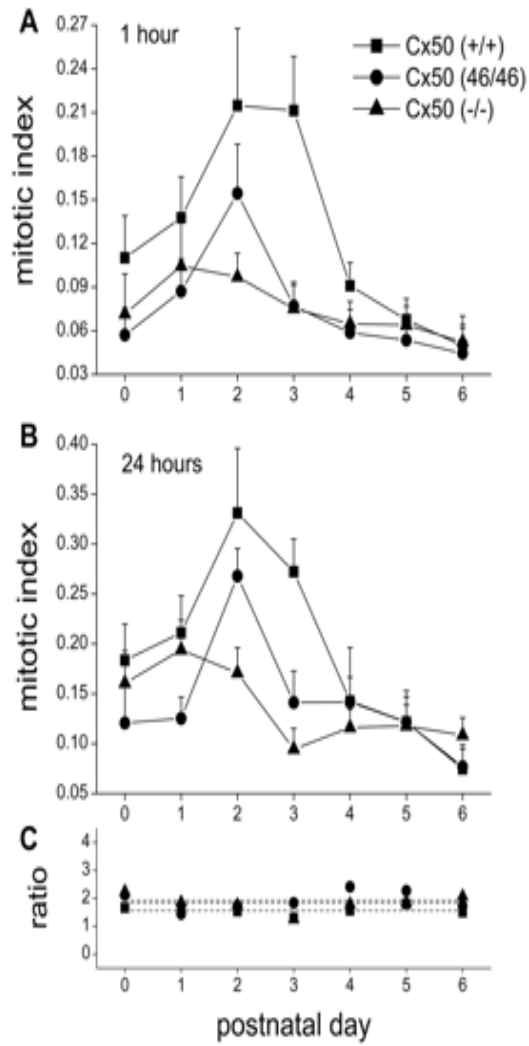 A
1 hour
Cx50 (+/+)
Cx50 (46/46)
Cx50 (-/-)
mitotic index
0.27
0.24
0.21
0.18
0.15
0.12
0.09
0.06
0.03
0 1 2 3 4 5 6
B
24 hours
mitotic index
0.40
0.35
0.30
0.25
0.20
0.15
0.10
0.05
0 1 2 3 4 5 6
C
ratio
4
3
2
1
0
0 1 2 3 4 5 6
postnatal day